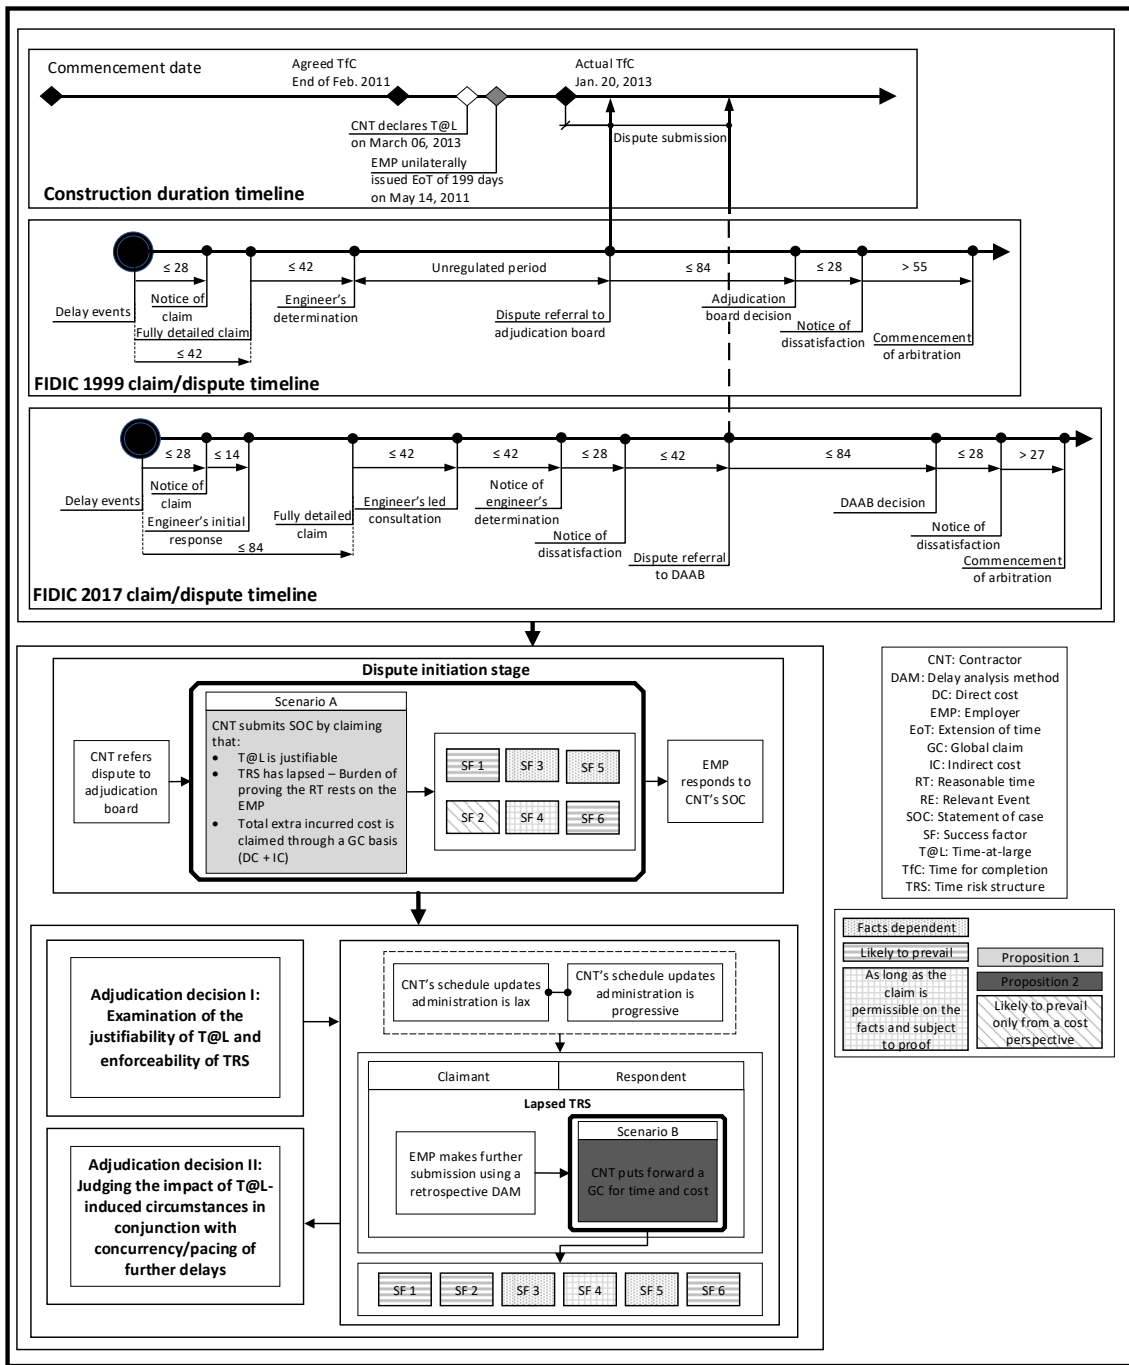 Commencement date
Agreed TfC
End of Feb. 2011
Actual TfC
Jan. 20, 2013
CNT declares T@L
on March 06, 2013
Dispute submission
EMP unilaterally
issued EoT of 199 days
on May 14, 2011
Construction duration timeline
≤ 28
≤ 42
Unregulated period
≤ 84
≤ 28
> 55
Delay events
Notice of
claim
Fully detailed claim
Engineer's
determination
Dispute referral to
adjudication board
Adjudication
board decision
Notice of
dissatisfaction
Commencement
of arbitration
≤ 42
FIDIC 1999 claim/dispute timeline
≤ 28
≤ 14
≤ 42
≤ 42
≤ 28
≤ 42
≤ 84
≤ 28
> 27
Delay events
Notice of
claim
Engineer's initial
response
Fully detailed
claim
Engineer's led
consultation
Notice of
engineer's
determination
Notice of
dissatisfaction
Dispute referral
to DAAB
DAAB decision
Notice of
dissatisfaction
Commencement
of arbitration
≤ 84
FIDIC 2017 claim/dispute timeline
Dispute initiation stage
CNT refers
dispute to
adjudication
board
Scenario A
CNT submits SOC by claiming
that:
• T@L is justifiable
• TRS has lapsed – Burden of
proving the RT rests on the
EMP
• Total extra incurred cost is
claimed through a GC basis
(DC + IC)
SF 1
SF 3
SF 5
SF 2
SF 4
SF 6
EMP
responds to
CNT's SOC
CNT: Contractor
DAM: Delay analysis method
DC: Direct cost
EMP: Employer
EoT: Extension of time
GC: Global claim
IC: Indirect cost
RT: Reasonable time
RE: Relevant Event
SOC: Statement of case
SF: Success factor
T@L: Time-at-large
TfC: Time for completion
TRS: Time risk structure
Facts dependent
Likely to prevail
As long as the
claim is
permissible on the
facts and subject
to proof
Proposition 1
Proposition 2
Likely to prevail
only from a cost
perspective
Adjudication decision I:
Examination of the
justifiability of T@L and
enforceability of TRS
Adjudication decision II:
Judging the impact of T@L-
induced circumstances in
conjunction with
concurrency/pacing of
further delays
CNT's schedule updates
administration is lax
CNT's schedule updates
administration is
progressive
Claimant
Respondent
Lapsed TRS
EMP makes further
submission using a
retrospective DAM
Scenario B
CNT puts forward a
GC for time and cost
SF 1
SF 2
SF 3
SF 4
SF 5
SF 6